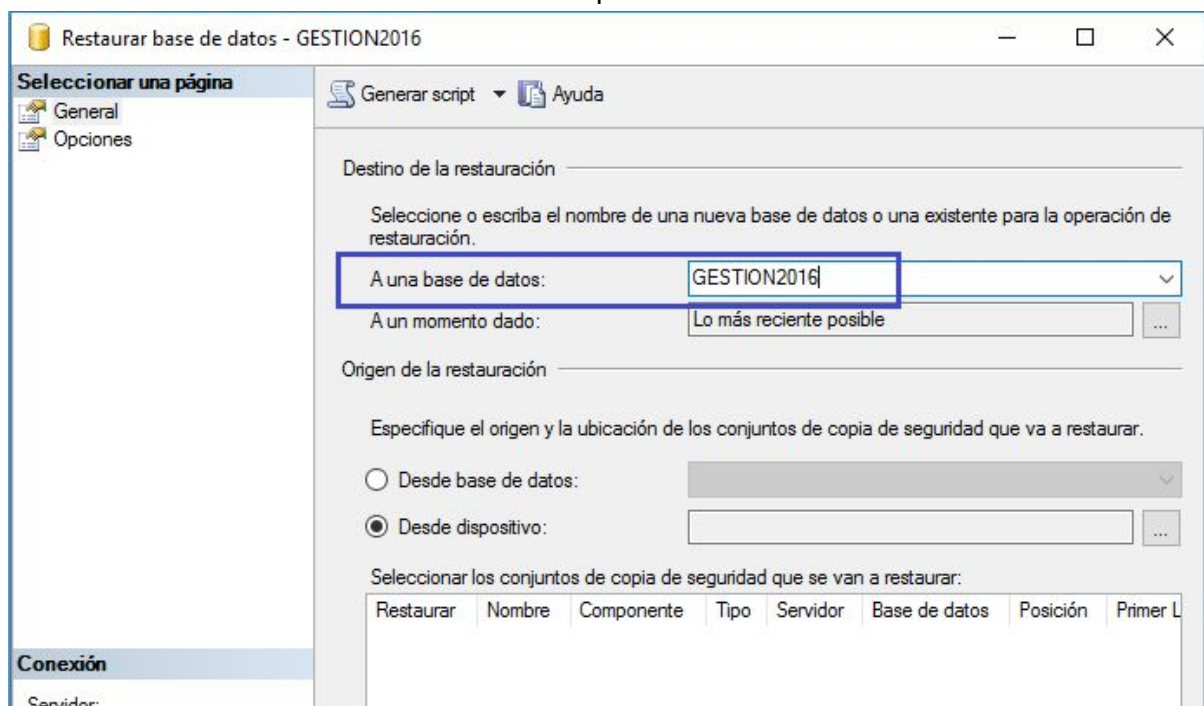 Restaurar base de datos - GESTION2016
Seleccionar una página
General
Opciones
Generar script
Ayuda
Destino de la restauración
Seleccione o escriba el nombre de una nueva base de datos o una existente para la operación de
restauración.
A una base de datos: GESTION2016
A un momento dado: Lo más reciente posible ...
Origen de la restauración
Especifique el origen y la ubicación de los conjuntos de copia de seguridad que va a restaurar.
Desde base de datos:
Desde dispositivo: ...
Seleccionar los conjuntos de copia de seguridad que se van a restaurar:
Restaurar Nombre Componente Tipo Servidor Base de datos Posición Primer L
Conexión
Servidor: